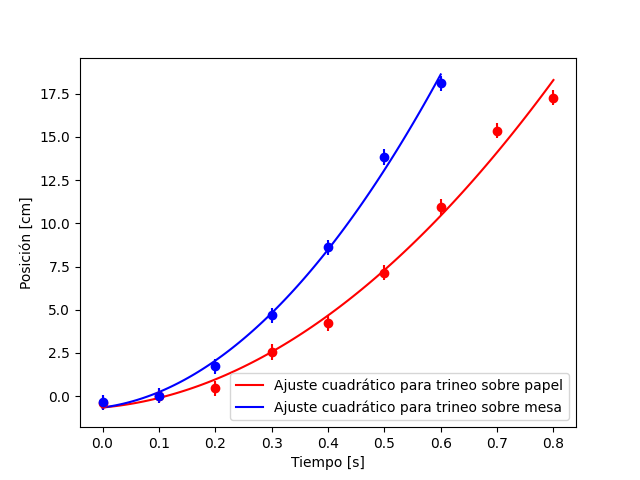 17.5
15.0
12.5
10.0
7.5
5.0
2.5
0.0
Posición [cm]
Ajuste cuadrático para trineo sobre papel
Ajuste cuadrático para trineo sobre mesa
0.0 0.1 0.2 0.3 0.4 0.5 0.6 0.7 0.8
Tiempo [s]